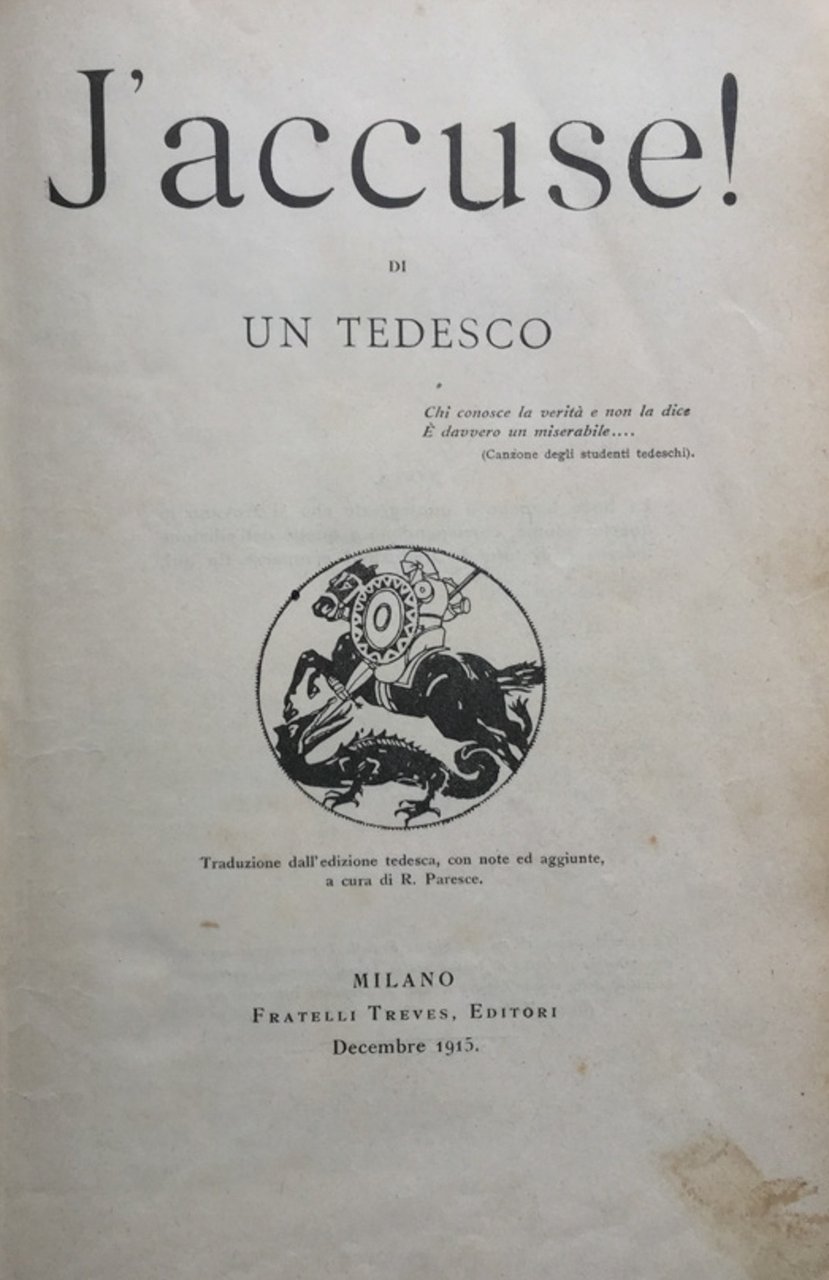 J'accuse!
DI
UN TEDESCO
Chi conosce la verità e non la dice
È davvero un miserabile....
(Canzione degli studenti tedeschi).
Traduzione dall'edizione tedesca, con note ed aggiunte,
a cura di R. Paresce.
MILANO
FRATELLI TREVES, EDITORI
Decembre 1915.